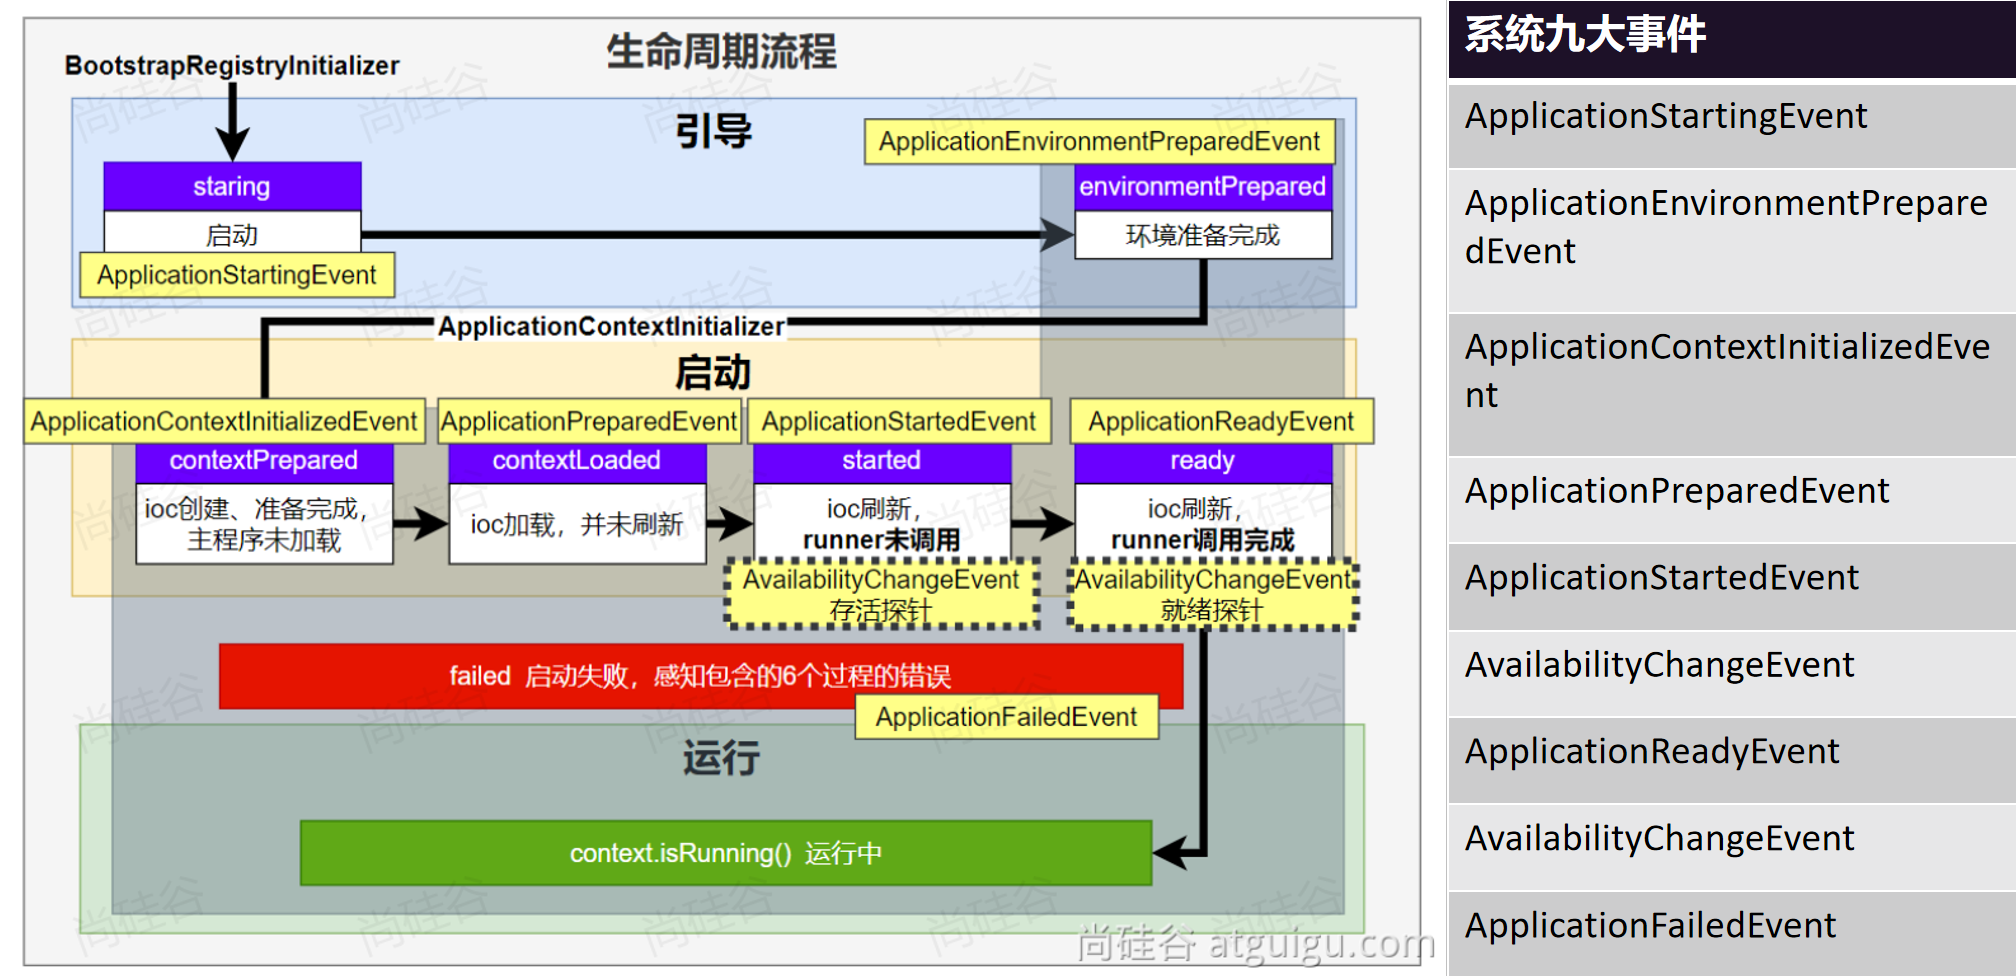 生命周期流程
BootstrapRegistryInitializer
引导
ApplicationEnvironmentPreparedEvent
staring
启动
ApplicationStartingEvent
environmentPrepared
环境准备完成
ApplicationContextInitializer
启动
ApplicationContextInitializedEvent
contextPrepared
ioc创建、准备完成，
主程序未加载
ApplicationPreparedEvent
contextLoaded
ioc加载，并未刷新
ApplicationStartedEvent
started
ioc刷新，
runner未调用
AvailabilityChangeEvent
存活探针
ApplicationReadyEvent
ready
ioc刷新，
runner调用完成
AvailabilityChangeEvent
就绪探针
failed 启动失败，感知包含的6个过程的错误
ApplicationFailedEvent
运行
context.isRunning() 运行中
尚硅谷 atguigu.com
系统九大事件
ApplicationStartingEvent
ApplicationEnvironmentPrepare
dEvent
ApplicationContextInitializedEve
nt
ApplicationPreparedEvent
ApplicationStartedEvent
AvailabilityChangeEvent
ApplicationReadyEvent
AvailabilityChangeEvent
ApplicationFailedEvent